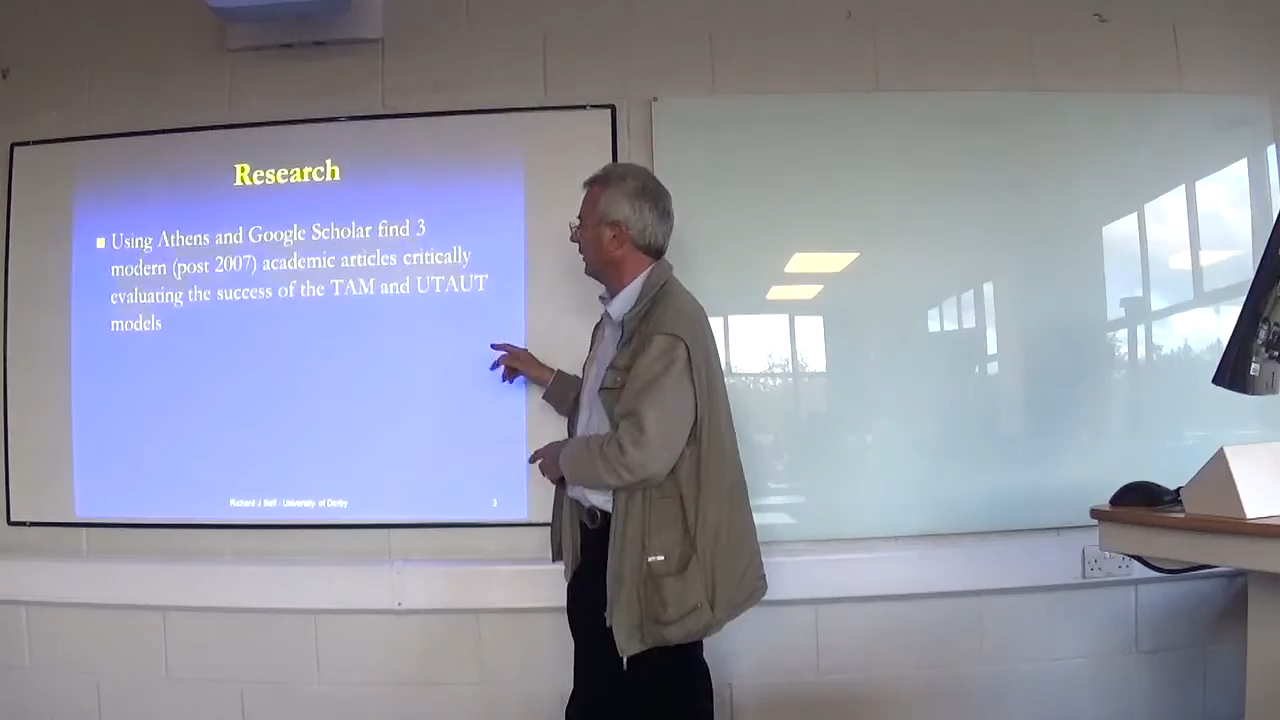 Research
Using Athens and Google Scholar find 3
modern (post 2007) academic articles critically
evaluating the success of the TAM and UTAUT
models
Richard J Self - University of Derby
3